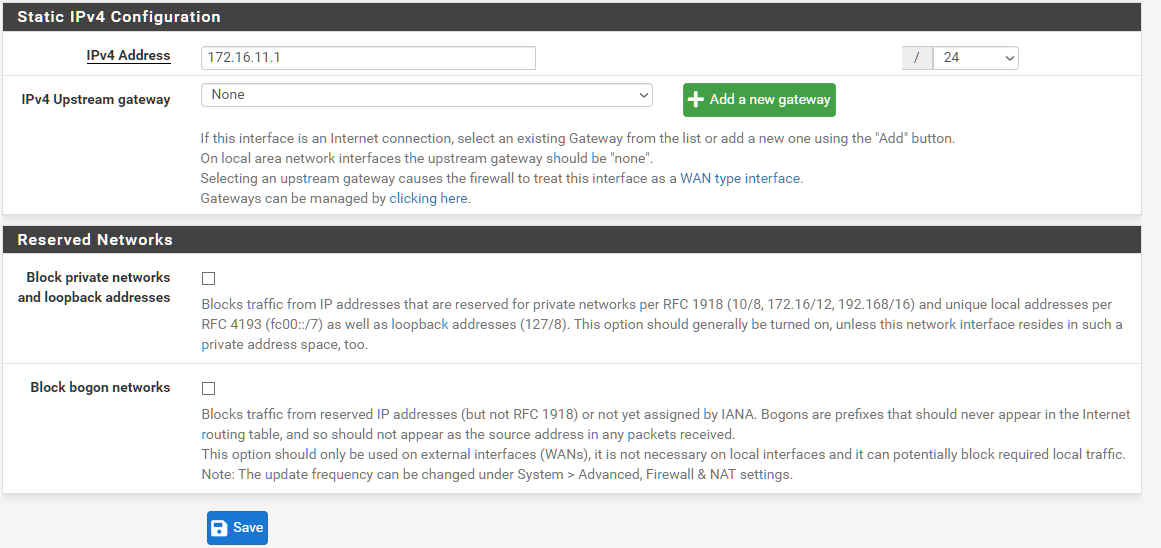 Static IPv4 Configuration
IPv4 Address
172.16.11.1
/
24
IPv4 Upstream gateway
None
Add a new gateway
If this interface is an Internet connection, select an existing Gateway from the list or add a new one using the "Add" button.
On local area network interfaces the upstream gateway should be "none".
Selecting an upstream gateway causes the firewall to treat this interface as a WAN type interface.
Gateways can be managed by clicking here.
Reserved Networks
Block private networks
and loopback addresses
Blocks traffic from IP addresses that are reserved for private networks per RFC 1918 (10/8, 172.16/12, 192.168/16) and unique local addresses per
RFC 4193 (fc00::/7) as well as loopback addresses (127/8). This option should generally be turned on, unless this network interface resides in such a
private address space, too.
Block bogon networks
Blocks traffic from reserved IP addresses (but not RFC 1918) or not yet assigned by IANA. Bogons are prefixes that should never appear in the Internet
routing table, and so should not appear as the source address in any packets received.
This option should only be used on external interfaces (WANs), it is not necessary on local interfaces and it can potentially block required local traffic.
Note: The update frequency can be changed under System > Advanced, Firewall & NAT settings.
Save